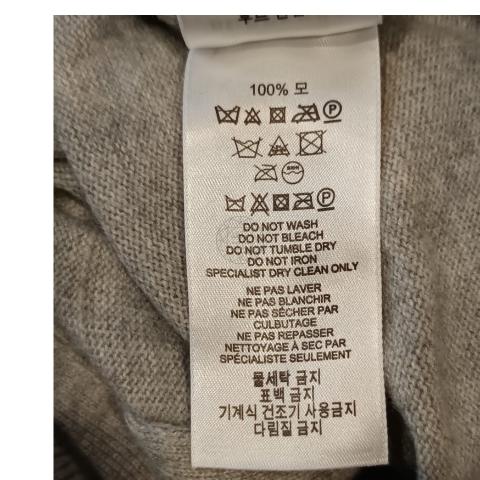 100% 모
P
P
DO NOT WASH
DO NOT BLEACH
DO NOT TUMBLE DRY
DO NOT IRON
SPECIALIST DRY CLEAN ONLY
NE PAS LAVER
NE PAS BLANCHIR
NE PAS SÉCHER PAR
CULBUTAGE
NE PAS REPASSER
NETTOYAGE À SEC PAR
SPÉCIALISTE SEULEMENT
물세탁 금지
표백 금지
기계식 건조기 사용금지
다림질 금지